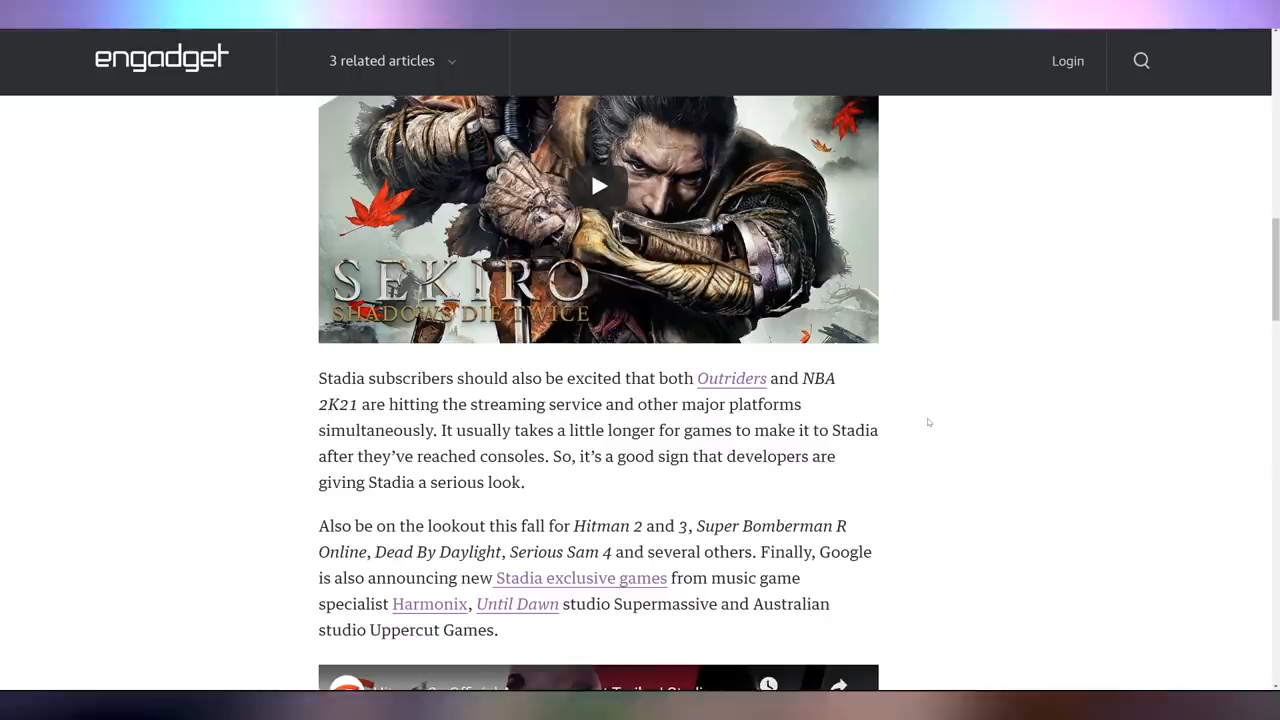 engadget
3 related articles
Login
SEKIRO
SHADOWS DIE TWICE
Stadia subscribers should also be excited that both Outriders and NBA
2K21 are hitting the streaming service and other major platforms
simultaneously. It usually takes a little longer for games to make it to Stadia
after they've reached consoles. So, it's a good sign that developers are
giving Stadia a serious look.
Also be on the lookout this fall for Hitman 2 and 3, Super Bomberman R
Online, Dead By Daylight, Serious Sam 4 and several others. Finally, Google
is also announcing new Stadia exclusive games from music game
specialist Harmonix, Until Dawn studio Supermassive and Australian
studio Uppercut Games.